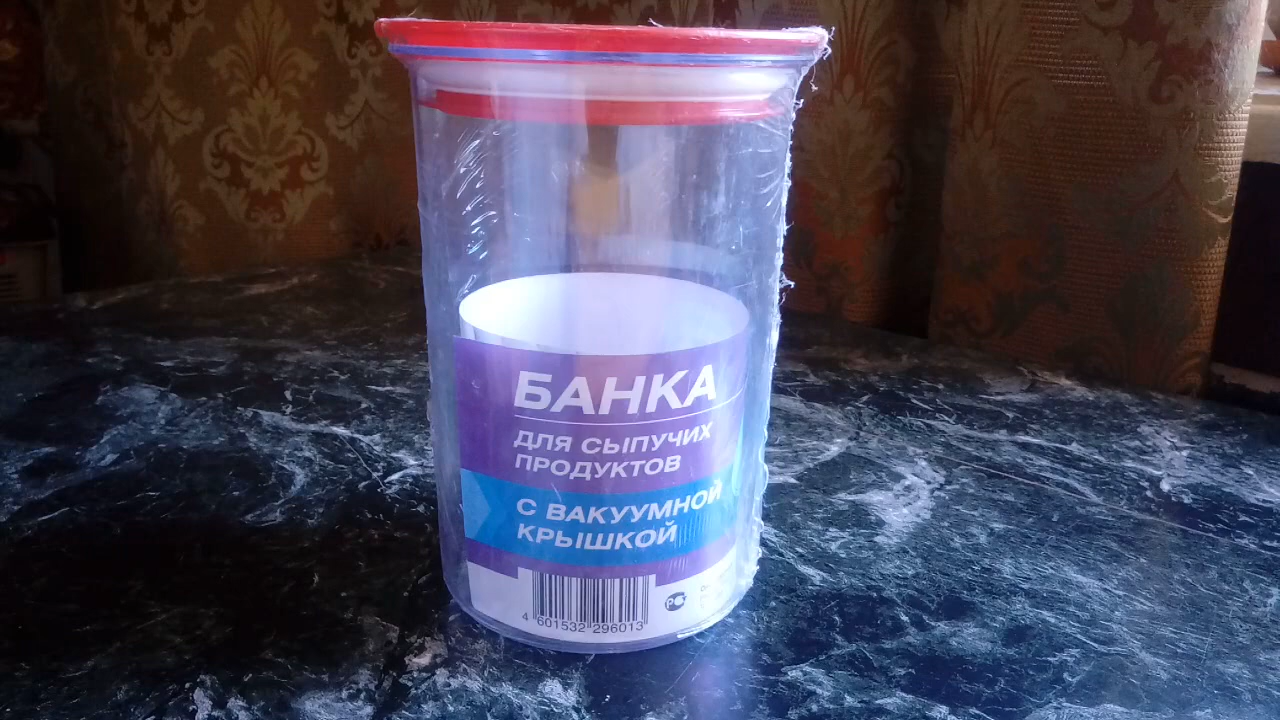 БАНКА
ДЛЯ СЫПУЧИХ
ПРОДУКТОВ
С ВАКУУМНОЙ
КРЫШКОЙ
4 601532 296013